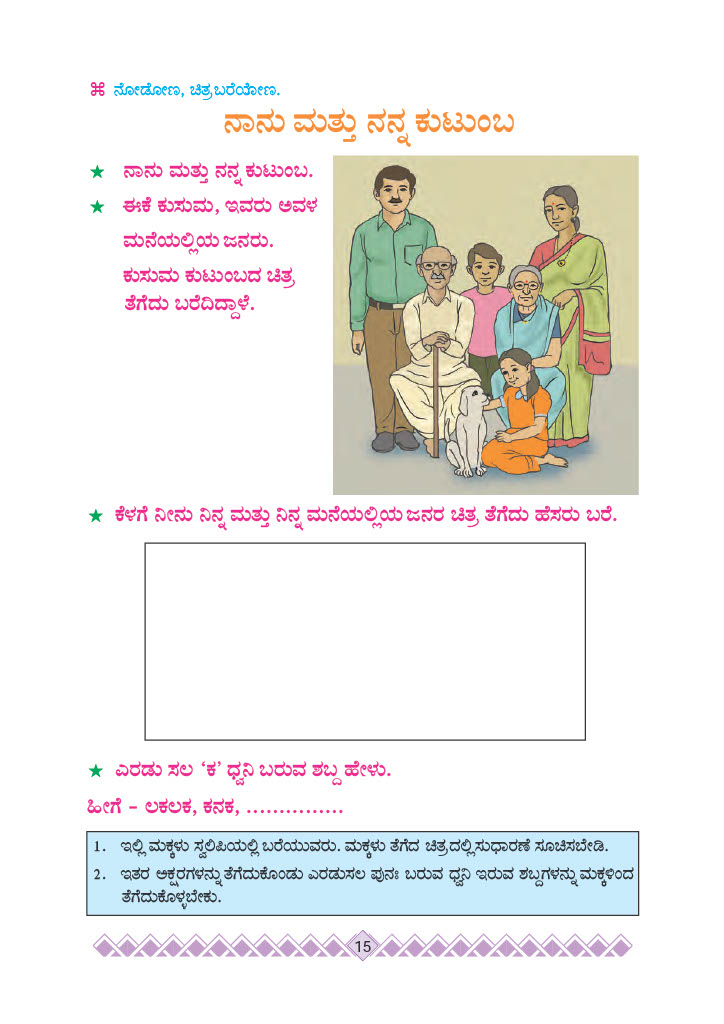 ⌘ ನೋಡೋಣ, ಚಿತ್ರ ಬರೆಯೋಣ.
ನಾನು ಮತ್ತು ನನ್ನ ಕುಟುಂಬ
★ ನಾನು ಮತ್ತು ನನ್ನ ಕುಟುಂಬ.
★ ಈಕೆ ಕುಸುಮ, ಇವರು ಅವಳ
ಮನೆಯಲ್ಲಿಯ ಜನರು.
ಕುಸುಮ ಕುಟುಂಬದ ಚಿತ್ರ
ತೆಗೆದು ಬರೆದಿದ್ದಾಳೆ.
★ ಕೆಳಗೆ ನೀನು ನಿನ್ನ ಮತ್ತು ನಿನ್ನ ಮನೆಯಲ್ಲಿಯ ಜನರ ಚಿತ್ರ ತೆಗೆದು ಹೆಸರು ಬರೆ.
★ ಎರಡು ಸಲ ‘ಕ’ ಧ್ವನಿ ಬರುವ ಶಬ್ದ ಹೇಳು.
ಹೀಗೆ – ಲಕಲಕ, ಕನಕ, ...............
1. ಇಲ್ಲಿ ಮಕ್ಕಳು ಸ್ವಲಿಪಿಯಲ್ಲಿ ಬರೆಯುವರು. ಮಕ್ಕಳು ತೆಗೆದ ಚಿತ್ರದಲ್ಲಿ ಸುಧಾರಣೆ ಸೂಚಿಸಬೇಡಿ.
2. ಇತರ ಅಕ್ಷರಗಳನ್ನು ತೆಗೆದುಕೊಂಡು ಎರಡುಸಲ ಪುನಃ ಬರುವ ಧ್ವನಿ ಇರುವ ಶಬ್ದಗಳನ್ನು ಮಕ್ಕಳಿಂದ
ತೆಗೆದುಕೊಳ್ಳಬೇಕು.
15